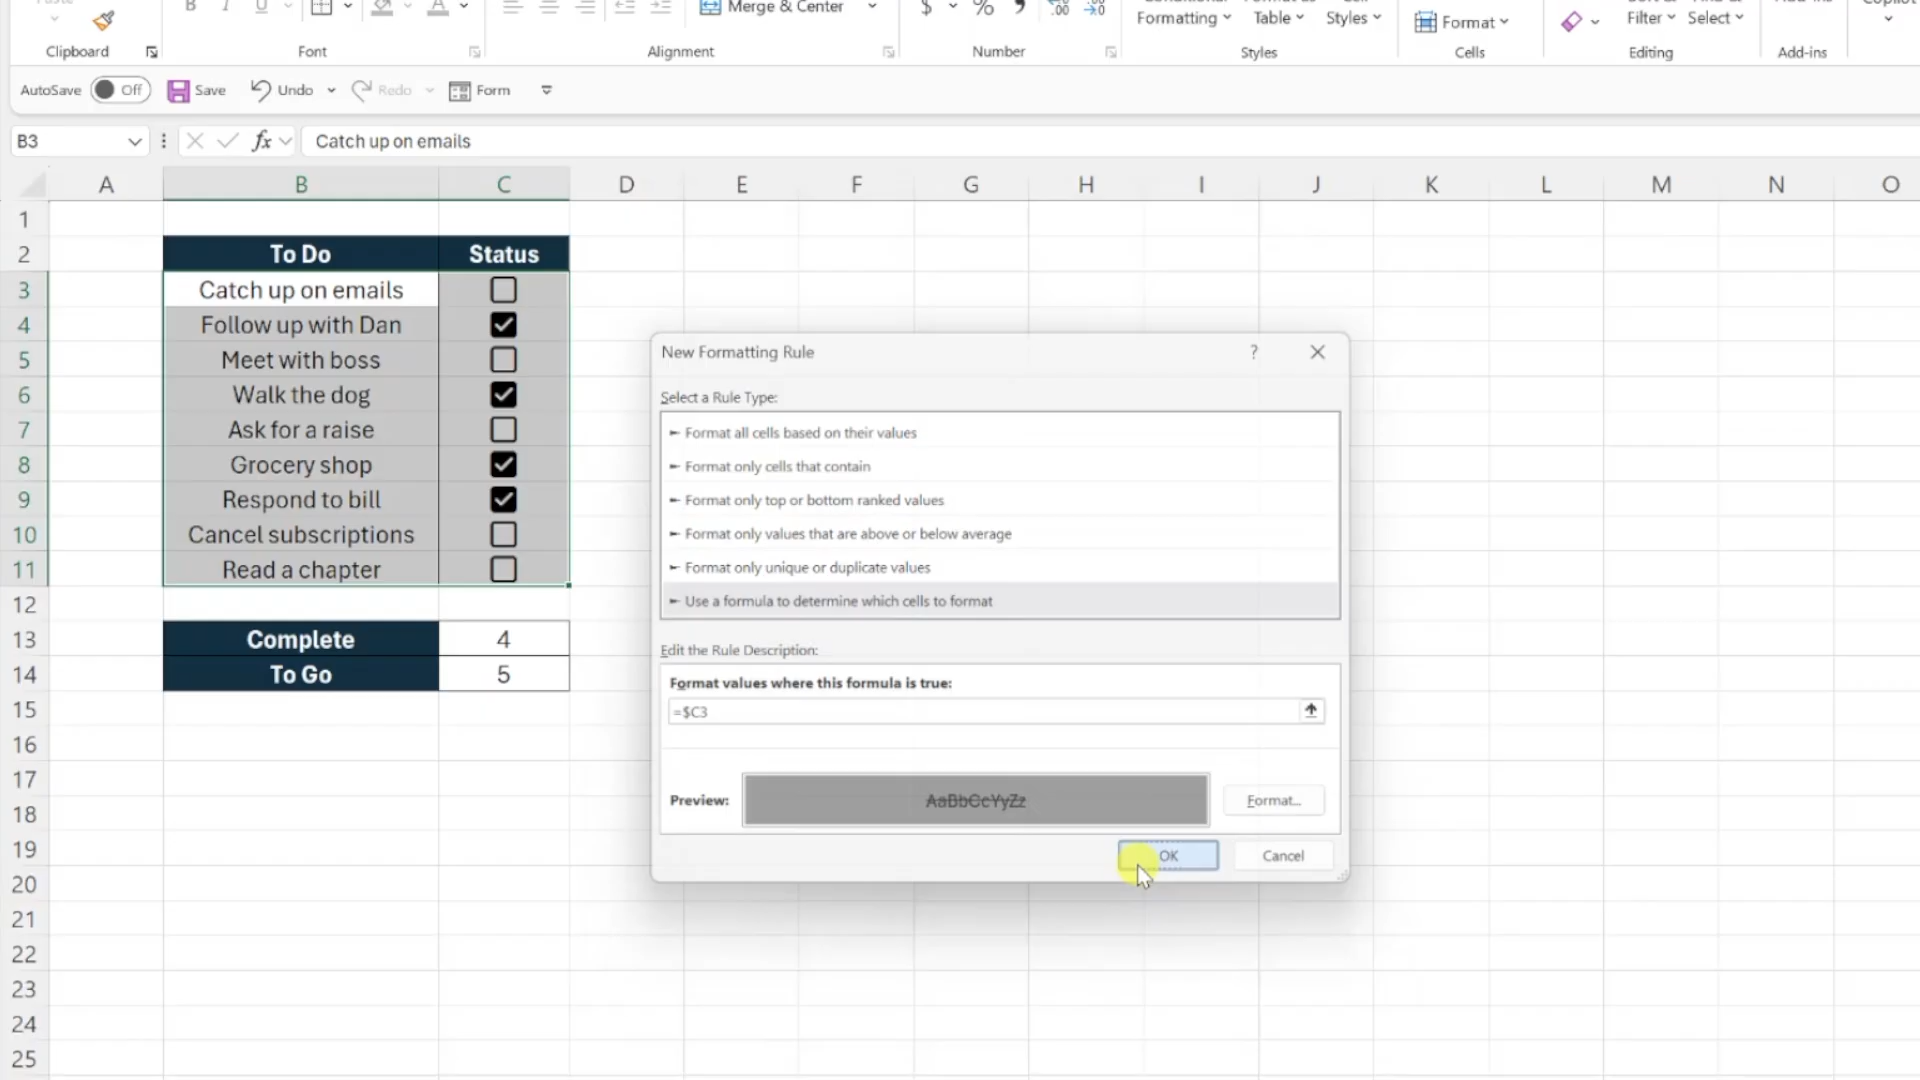 B I U Merge & Center $ % Formatting Table Styles Format Filter Select
Clipboard Font Alignment Number Styles Cells Editing Add-ins
AutoSave Off Save Undo Redo Form
B3 fx Catch up on emails
A B C D E F G H I J K L M N O
1
2 To Do Status
3 Catch up on emails
4 Follow up with Dan
5 Meet with boss
6 Walk the dog
7 Ask for a raise
8 Grocery shop
9 Respond to bill
10 Cancel subscriptions
11 Read a chapter
12
13 Complete 4
14 To Go 5
15
16
17
18
19
20
21
22
23
24
25
New Formatting Rule ?
Select a Rule Type:
► Format all cells based on their values
► Format only cells that contain
► Format only top or bottom ranked values
► Format only values that are above or below average
► Format only unique or duplicate values
► Use a formula to determine which cells to format
Edit the Rule Description:
Format values where this formula is true:
=$C3
Preview: AaBbCcYyZz Format...
OK Cancel